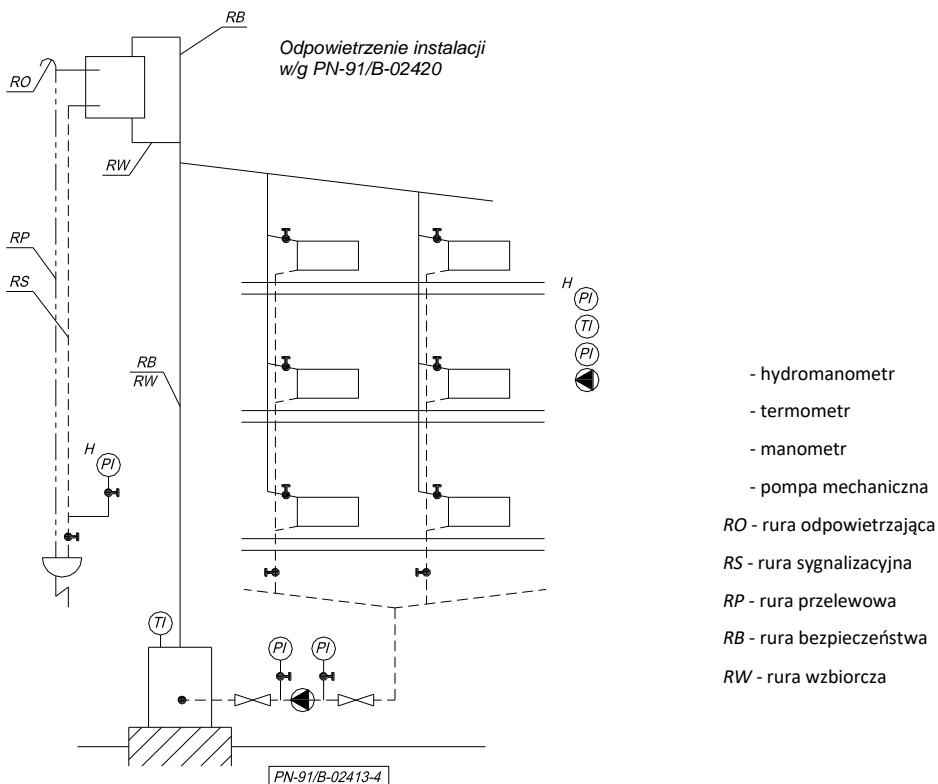 RB
Odpowietrzenie instalacji
w/g PN-91/B-02420
RO
RW
RP
RS
H
PI
TI
PI
RB
RW
H
PI
TI
PI
PI
PN-91/B-02413-4
- hydromanometr
- termometr
- manometr
- pompa mechaniczna
RO - rura odpowietrzająca
RS - rura sygnalizacyjna
RP - rura przelewowa
RB - rura bezpieczeństwa
RW - rura wzbiorcza